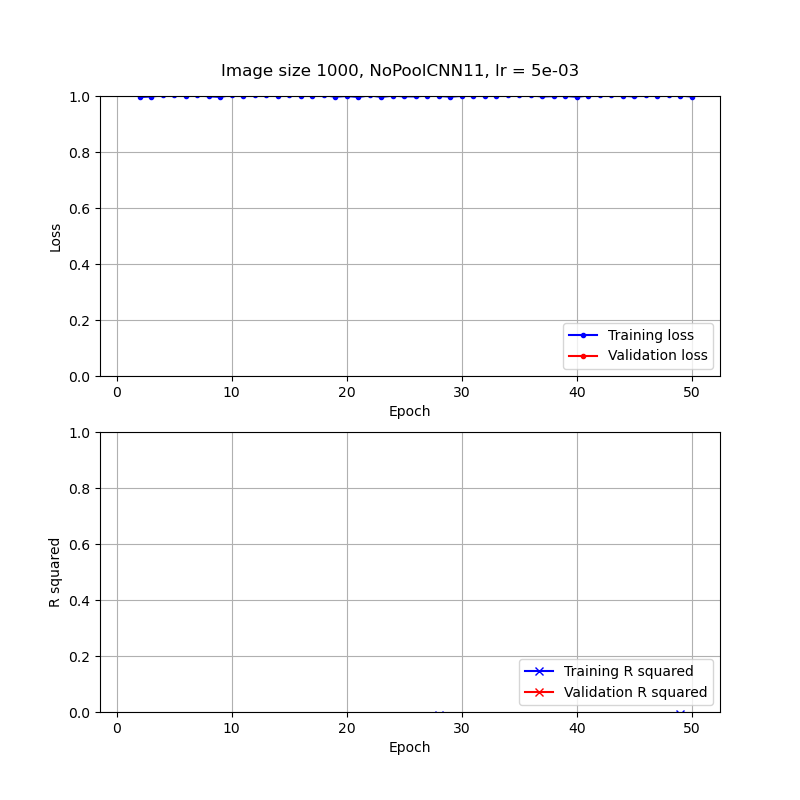 Image size 1000, NoPoolCNN11, lr = 5e-03
1.0
0.8
0.6
0.4
0.2
0.0
Loss
Training loss
Validation loss
0 10 20 30 40 50
Epoch
1.0
0.8
0.6
0.4
0.2
0.0
R squared
Training R squared
Validation R squared
0 10 20 30 40 50
Epoch